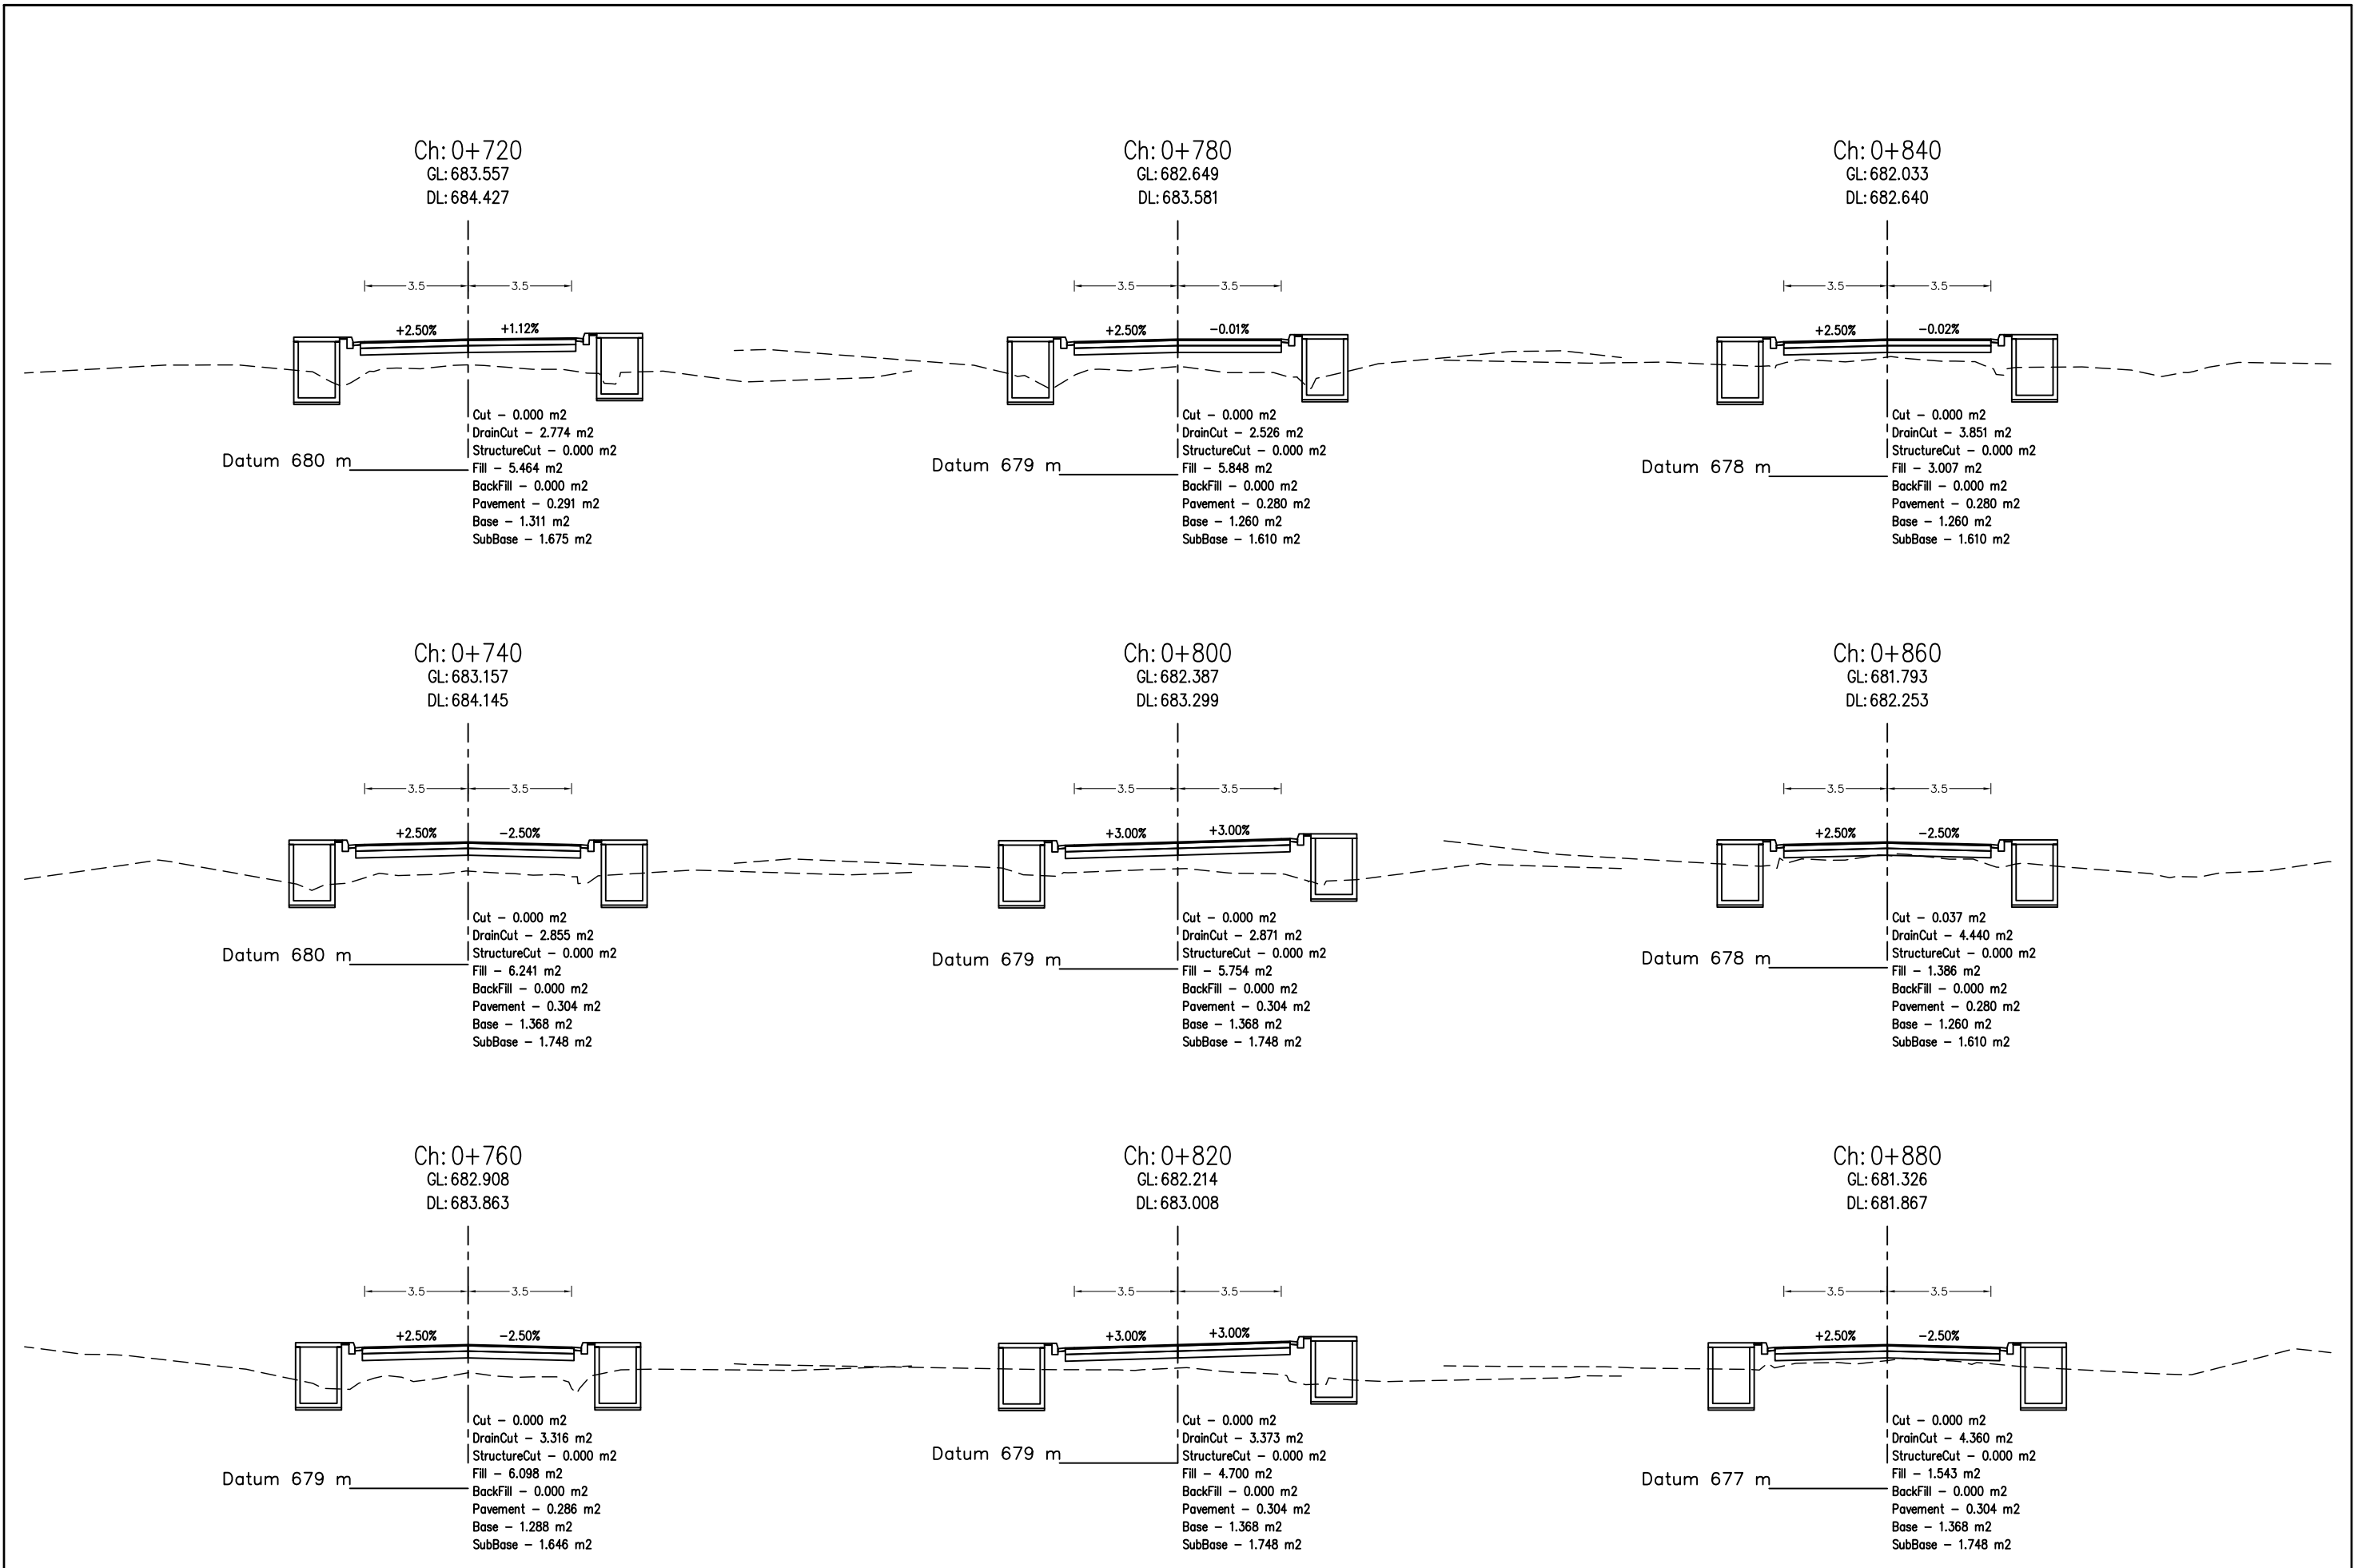 Ch: 0+720
GL: 683.557
DL: 684.427
3.5 3.5
+2.50% +1.12%
Cut – 0.000 m2
DrainCut – 2.774 m2
StructureCut – 0.000 m2
Datum 680 m
Fill – 5.464 m2
BackFill – 0.000 m2
Pavement – 0.291 m2
Base – 1.311 m2
SubBase – 1.675 m2
Ch: 0+780
GL: 682.649
DL: 683.581
3.5 3.5
+2.50% -0.01%
Cut – 0.000 m2
DrainCut – 2.526 m2
StructureCut – 0.000 m2
Datum 679 m
Fill – 5.848 m2
BackFill – 0.000 m2
Pavement – 0.280 m2
Base – 1.260 m2
SubBase – 1.610 m2
Ch: 0+840
GL: 682.033
DL: 682.640
3.5 3.5
+2.50% -0.02%
Cut – 0.000 m2
DrainCut – 3.851 m2
StructureCut – 0.000 m2
Datum 678 m
Fill – 3.007 m2
BackFill – 0.000 m2
Pavement – 0.280 m2
Base – 1.260 m2
SubBase – 1.610 m2
Ch: 0+740
GL: 683.157
DL: 684.145
3.5 3.5
+2.50% -2.50%
Cut – 0.000 m2
DrainCut – 2.855 m2
StructureCut – 0.000 m2
Datum 680 m
Fill – 6.241 m2
BackFill – 0.000 m2
Pavement – 0.304 m2
Base – 1.368 m2
SubBase – 1.748 m2
Ch: 0+800
GL: 682.387
DL: 683.299
3.5 3.5
+3.00% +3.00%
Cut – 0.000 m2
DrainCut – 2.871 m2
StructureCut – 0.000 m2
Datum 679 m
Fill – 5.754 m2
BackFill – 0.000 m2
Pavement – 0.304 m2
Base – 1.368 m2
SubBase – 1.748 m2
Ch: 0+860
GL: 681.793
DL: 682.253
3.5 3.5
+2.50% -2.50%
Cut – 0.037 m2
DrainCut – 4.440 m2
StructureCut – 0.000 m2
Datum 678 m
Fill – 1.386 m2
BackFill – 0.000 m2
Pavement – 0.280 m2
Base – 1.260 m2
SubBase – 1.610 m2
Ch: 0+760
GL: 682.908
DL: 683.863
3.5 3.5
+2.50% -2.50%
Cut – 0.000 m2
DrainCut – 3.316 m2
StructureCut – 0.000 m2
Fill – 6.098 m2
Datum 679 m
BackFill – 0.000 m2
Pavement – 0.286 m2
Base – 1.288 m2
SubBase – 1.646 m2
Ch: 0+820
GL: 682.214
DL: 683.008
3.5 3.5
+3.00% +3.00%
Cut – 0.000 m2
DrainCut – 3.373 m2
Datum 679 m
StructureCut – 0.000 m2
Fill – 4.700 m2
BackFill – 0.000 m2
Pavement – 0.304 m2
Base – 1.368 m2
SubBase – 1.748 m2
Ch: 0+880
GL: 681.326
DL: 681.867
3.5 3.5
+2.50% -2.50%
Cut – 0.000 m2
DrainCut – 4.360 m2
StructureCut – 0.000 m2
Fill – 1.543 m2
Datum 677 m
BackFill – 0.000 m2
Pavement – 0.304 m2
Base – 1.368 m2
SubBase – 1.748 m2